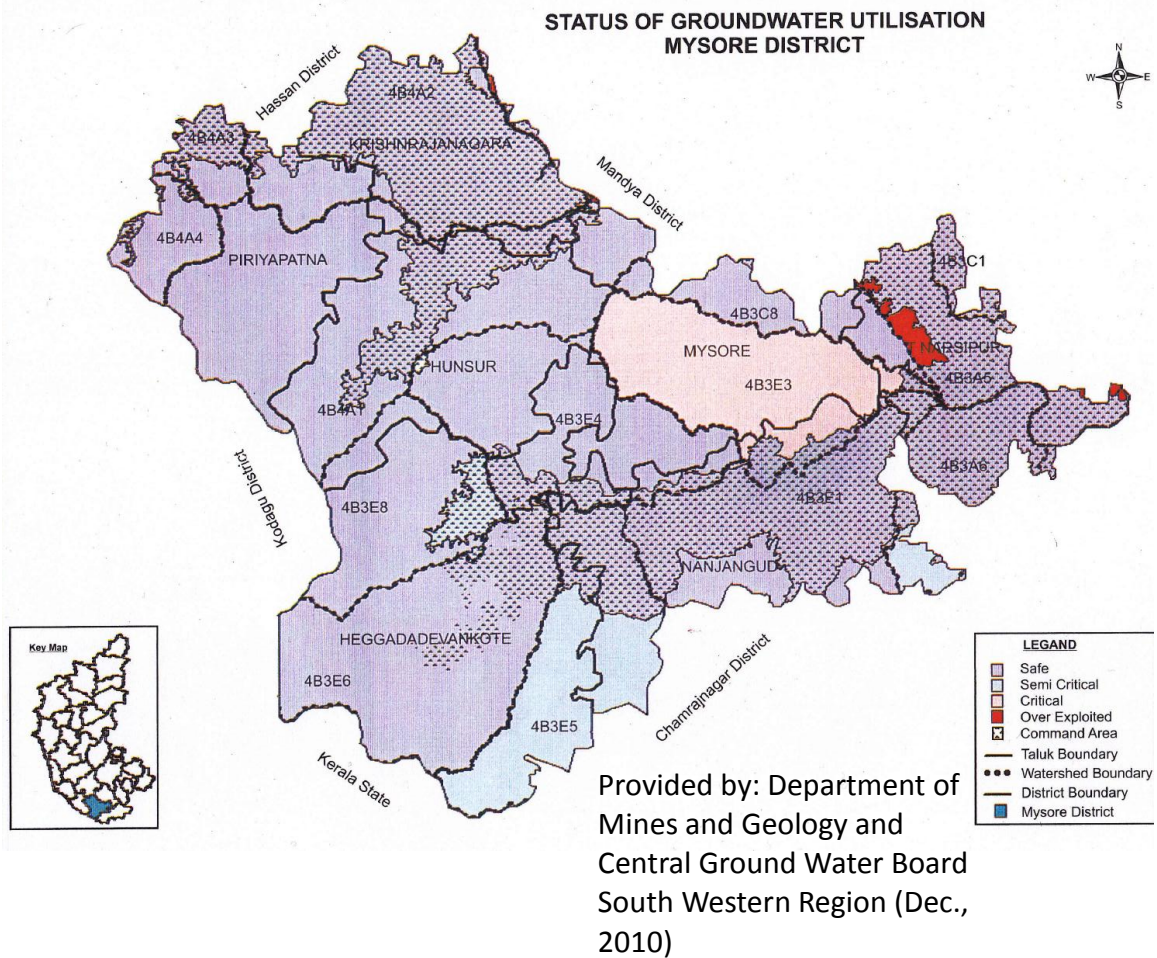 STATUS OF GROUNDWATER UTILISATION
MYSORE DISTRICT
N
W
E
S
Hassan District
4B4A2
4B4A3
KRISHNRAJANAGARA
Mandya District
4B4A4
PIRIYAPATNA
4B3C1
4B3C8
MYSORE
T NARSIPUR
HUNSUR
4B3E3
4B3A5
4B4A1
4B3E4
4B3A6
Kodagu District
4B3E8
4B3E1
NANJANGUD
HEGGADADEVANKOTE
4B3E6
4B3E5
Chamrajnagar District
Kerala State
Key Map
LEGAND
Safe
Semi Critical
Critical
Over Exploited
Command Area
Taluk Boundary
Watershed Boundary
District Boundary
Mysore District
Provided by: Department of
Mines and Geology and
Central Ground Water Board
South Western Region (Dec.,
2010)